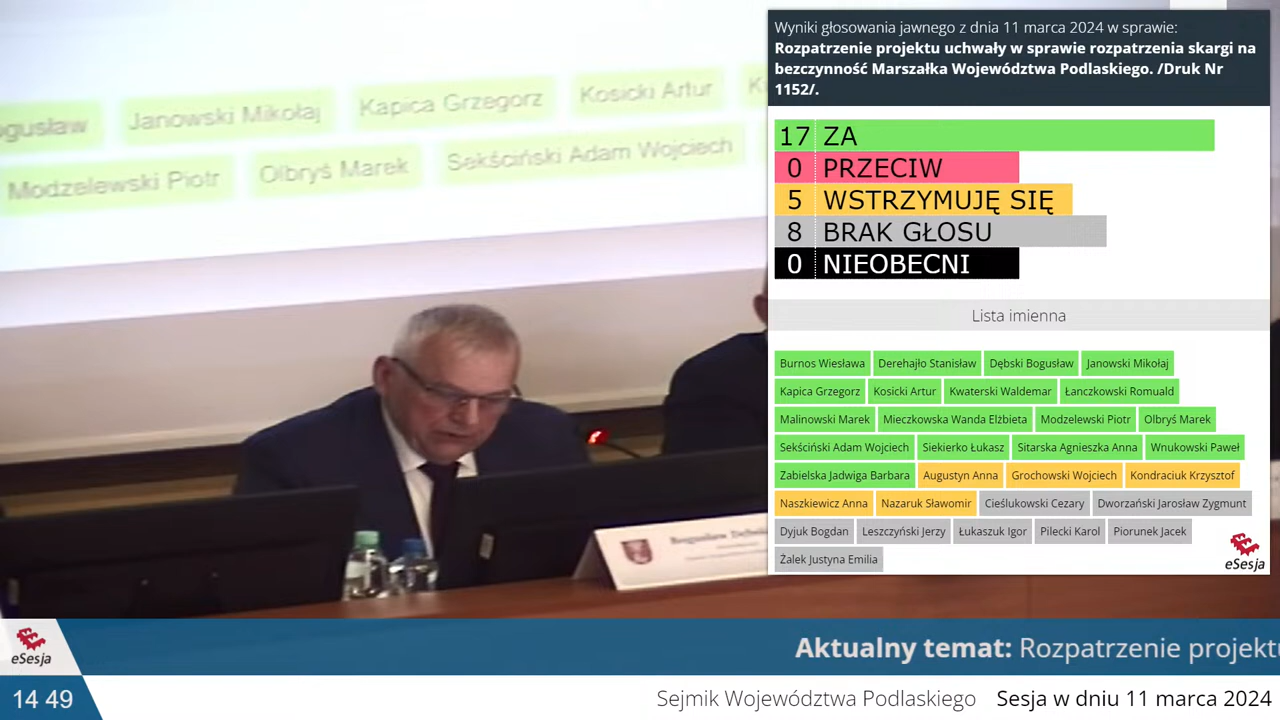 Wyniki głosowania jawnego z dnia 11 marca 2024 w sprawie:
Rozpatrzenie projektu uchwały w sprawie rozpatrzenia skargi na
bezczynność Marszałka Województwa Podlaskiego. /Druk Nr
1152/.
17 ZA
0 PRZECIW
5 WSTRZYMUJĘ SIĘ
8 BRAK GŁOSU
0 NIEOBECNI
Lista imienna
Burnos Wiesława Derehajło Stanisław Dębski Bogusław Janowski Mikołaj
Kapica Grzegorz Kosicki Artur Kwaterski Waldemar Łanczkowski Romuald
Malinowski Marek Mieczkowska Wanda Elżbieta Modzelewski Piotr Olbryś Marek
Sekściński Adam Wojciech Siekierko Łukasz Sitarska Agnieszka Anna Wnukowski Paweł
Zabielska Jadwiga Barbara Augustyn Anna Grochowski Wojciech Kondraciuk Krzysztof
Naszkiewicz Anna Nazaruk Sławomir Cieślukowski Cezary Dworzański Jarosław Zygmunt
Dyjuk Bogdan Leszczyński Jerzy Łukaszuk Igor Pilecki Karol Piorunek Jacek
Żalek Justyna Emilia
eSesja
ogusław Janowski Mikołaj Kapica Grzegorz Kosicki Artur
Modzelewski Piotr Olbryś Marek Sekściński Adam Wojciech
Bogusław
eSesja
Aktualny temat: Rozpatrzenie projektu
14 49
Sejmik Województwa Podlaskiego Sesja w dniu 11 marca 2024